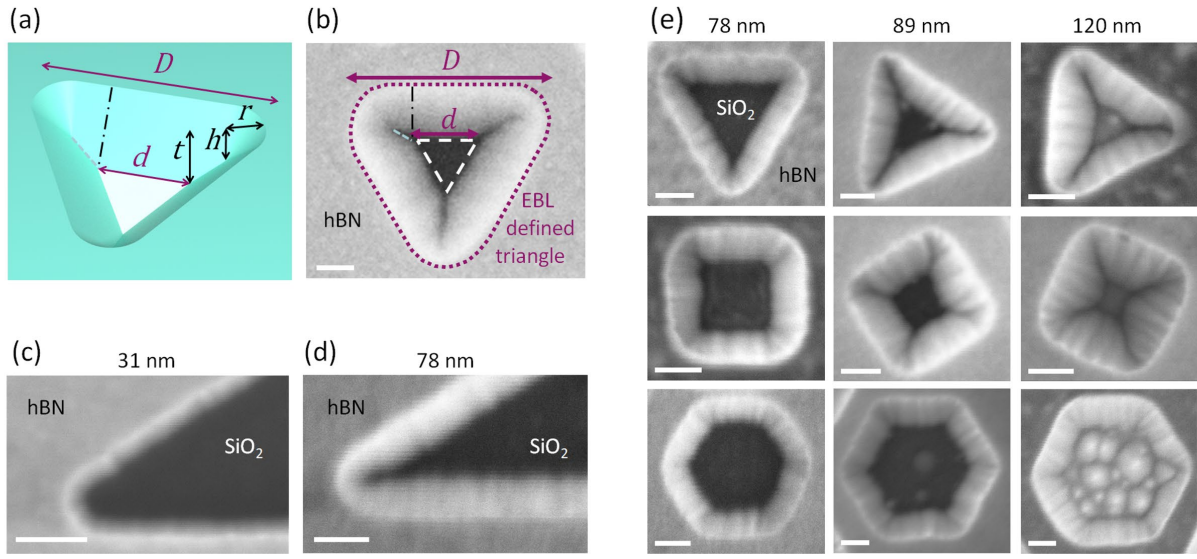 (a)
D
r
h
t
d
(b)
D
d
hBN
EBL
defined
triangle
(c)
31 nm
hBN
SiO₂
(d)
78 nm
hBN
SiO₂
(e)
78 nm
89 nm
120 nm
SiO₂
hBN